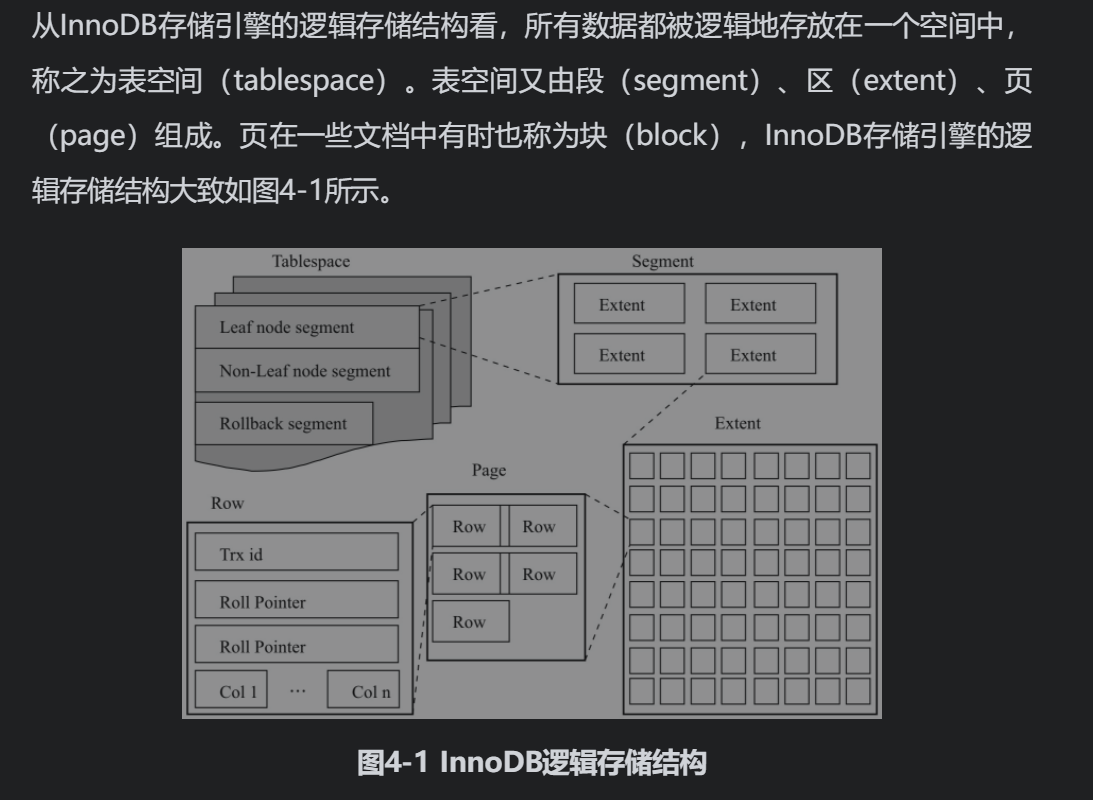 从InnoDB存储引擎的逻辑存储结构看，所有数据都被逻辑地存放在一个空间中，
称之为表空间（tablespace）。表空间又由段（segment）、区（extent）、页
（page）组成。页在一些文档中有时也称为块（block），InnoDB存储引擎的逻
辑存储结构大致如图4-1所示。
Tablespace
Leaf node segment
Non-Leaf node segment
Rollback segment
Segment
Extent Extent
Extent Extent
Extent
Page
Row Row
Row Row
Row
Row
Trx id
Roll Pointer
Roll Pointer
Col 1 … Col n
图4-1 InnoDB逻辑存储结构